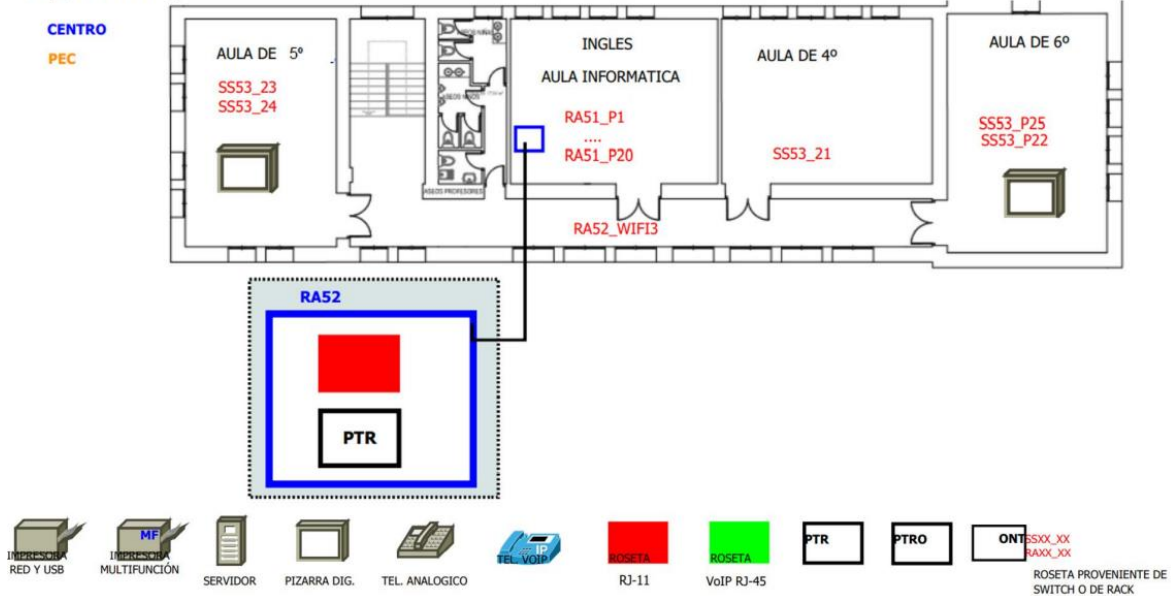 CENTRO
PEC
AULA DE 5º
SS53_23
SS53_24
ASEOS PROFESORES
INGLES
AULA INFORMATICA
RA51_P1
....
RA51_P20
AULA DE 4º
SS53_21
AULA DE 6º
SS53_P25
SS53_P22
RA52_WIFI3
RA52
PTR
IMPRESORA
RED Y USB
MF
IMPRESORA
MULTIFUNCIÓN
SERVIDOR
PIZARRA DIG.
TEL. ANALOGICO
IP
TEL. VOIP
ROSETA
RJ-11
ROSETA
VoIP RJ-45
PTR
PTRO
ONT
SSXX_XX
RAXX_XX
ROSETA PROVENIENTE DE
SWITCH O DE RACK